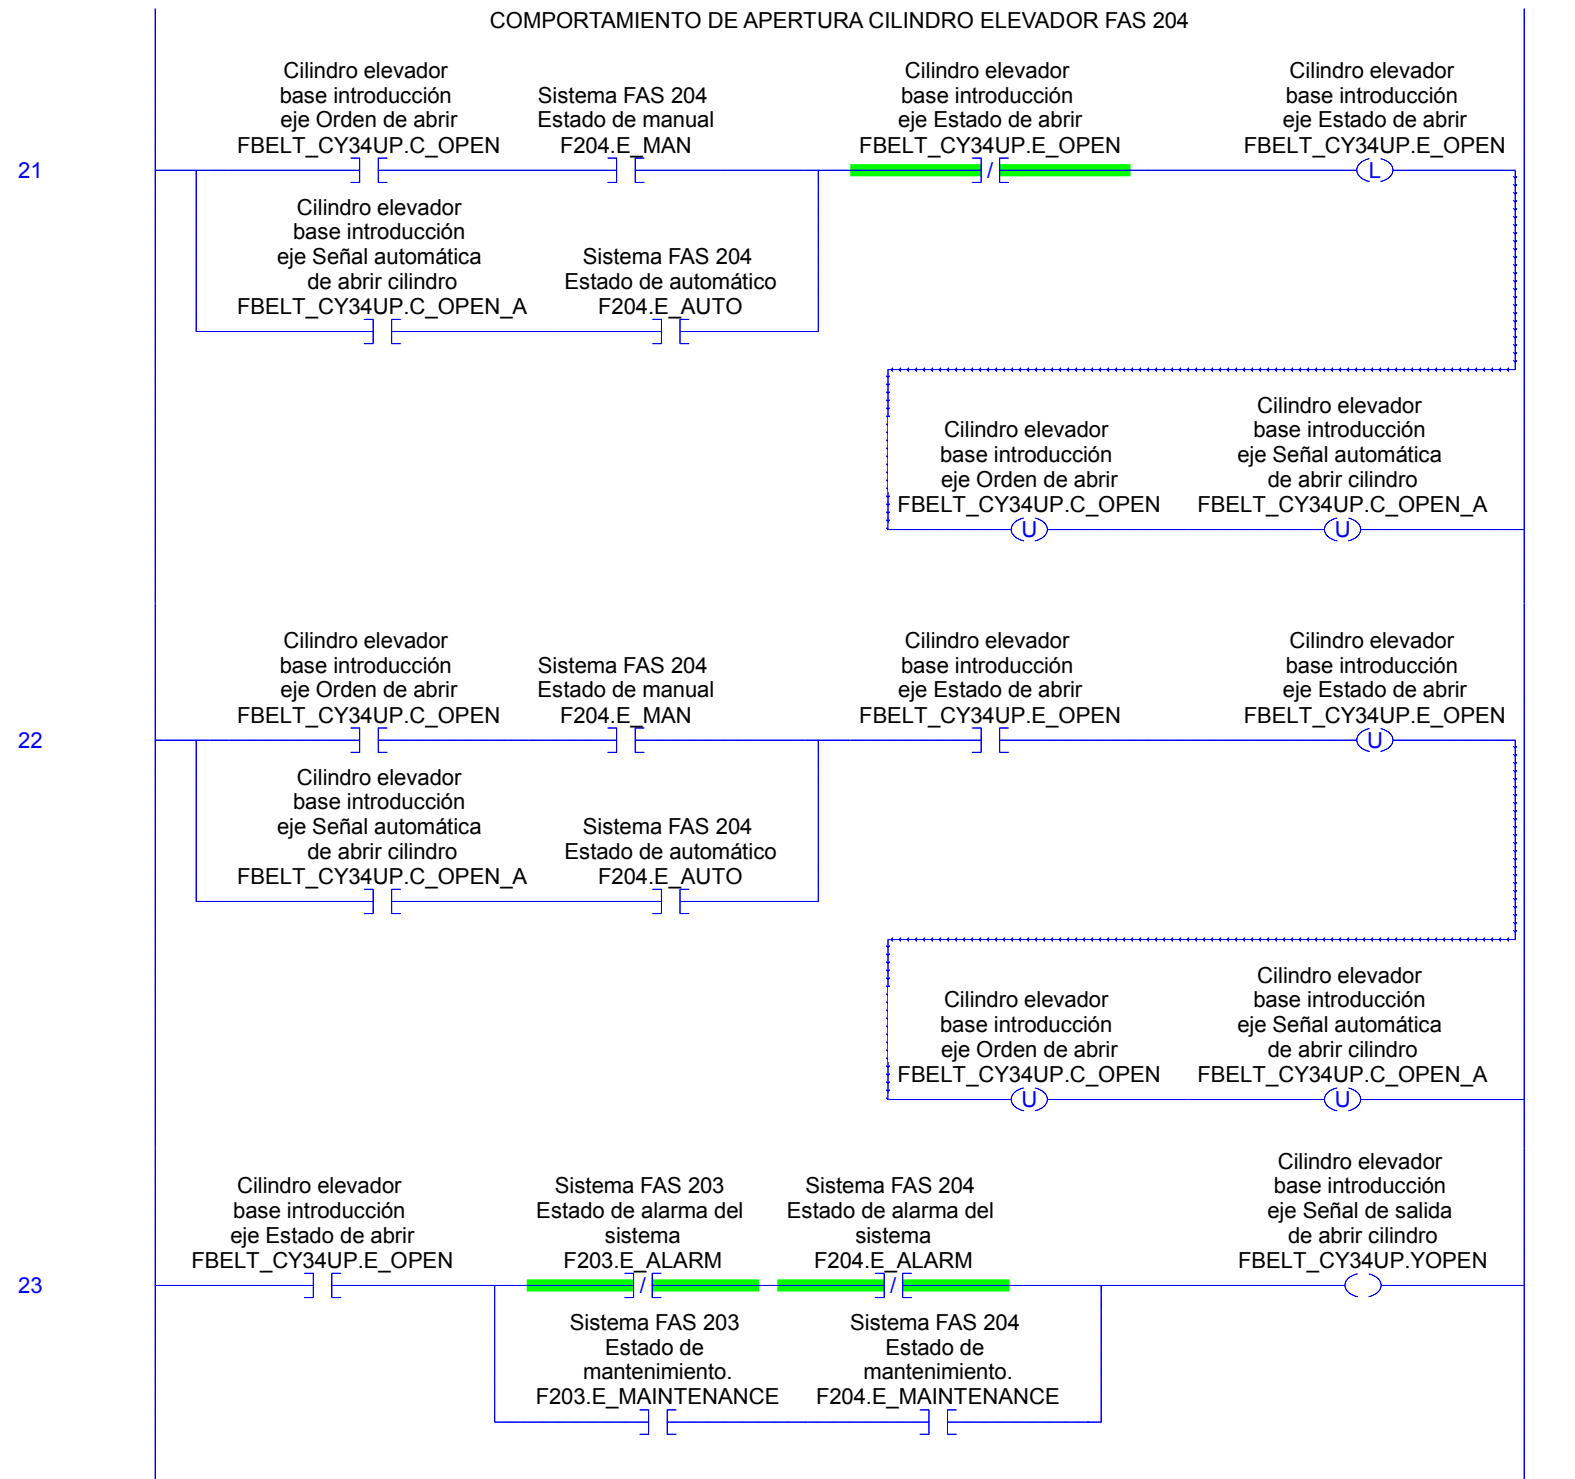 COMPORTAMIENTO DE APERTURA CILINDRO ELEVADOR FAS 204
21
Cilindro elevador
base introducción
eje Orden de abrir
FBELT_CY34UP.C_OPEN
Sistema FAS 204
Estado de manual
F204.E_MAN
Cilindro elevador
base introducción
eje Estado de abrir
FBELT_CY34UP.E_OPEN
/
Cilindro elevador
base introducción
eje Estado de abrir
FBELT_CY34UP.E_OPEN
L
Cilindro elevador
base introducción
eje Señal automática
de abrir cilindro
FBELT_CY34UP.C_OPEN_A
Sistema FAS 204
Estado de automático
F204.E_AUTO
Cilindro elevador
base introducción
eje Orden de abrir
FBELT_CY34UP.C_OPEN
U
Cilindro elevador
base introducción
eje Señal automática
de abrir cilindro
FBELT_CY34UP.C_OPEN_A
U
22
Cilindro elevador
base introducción
eje Orden de abrir
FBELT_CY34UP.C_OPEN
Sistema FAS 204
Estado de manual
F204.E_MAN
Cilindro elevador
base introducción
eje Estado de abrir
FBELT_CY34UP.E_OPEN
Cilindro elevador
base introducción
eje Estado de abrir
FBELT_CY34UP.E_OPEN
U
Cilindro elevador
base introducción
eje Señal automática
de abrir cilindro
FBELT_CY34UP.C_OPEN_A
Sistema FAS 204
Estado de automático
F204.E_AUTO
Cilindro elevador
base introducción
eje Orden de abrir
FBELT_CY34UP.C_OPEN
U
Cilindro elevador
base introducción
eje Señal automática
de abrir cilindro
FBELT_CY34UP.C_OPEN_A
U
23
Cilindro elevador
base introducción
eje Estado de abrir
FBELT_CY34UP.E_OPEN
Sistema FAS 203
Estado de alarma del
sistema
F203.E_ALARM
/
Sistema FAS 204
Estado de alarma del
sistema
F204.E_ALARM
/
Cilindro elevador
base introducción
eje Señal de salida
de abrir cilindro
FBELT_CY34UP.YOPEN
Sistema FAS 203
Estado de
mantenimiento.
F203.E_MAINTENANCE
Sistema FAS 204
Estado de
mantenimiento.
F204.E_MAINTENANCE